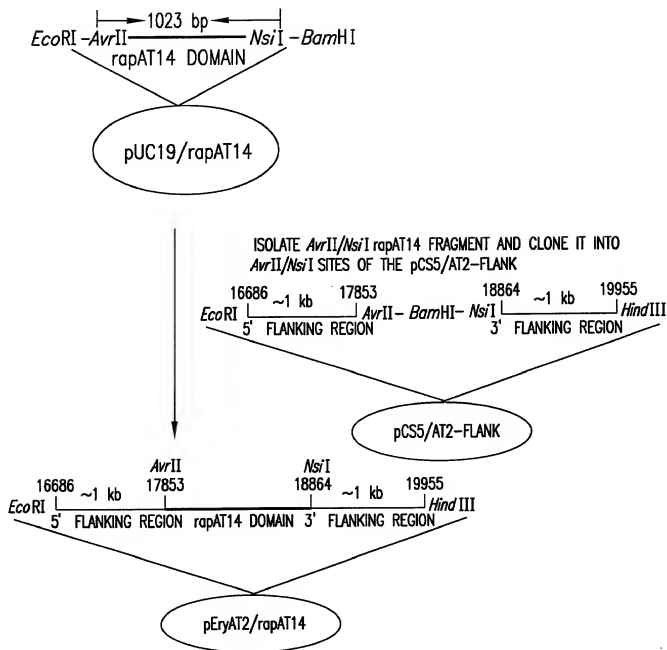 1023 bp
EcoRI -AvrII NsiI -BamHI
rapAT14 DOMAIN
pUC19/rapAT14
ISOLATE AvrII/NsiI rapAT14 FRAGMENT AND CLONE IT INTO
AvrII/NsiI SITES OF THE pCS5/AT2-FLANK
16686 ~1 kb 17853 18864 ~1 kb 19955
EcoRI AvrII- BamHI- NsiI HindIII
5' FLANKING REGION 3' FLANKING REGION
pCS5/AT2-FLANK
AvrII NsiI
16686 ~1 kb 17853 18864 ~1 kb 19955
EcoRI Hind III
5' FLANKING REGION rapAT14 DOMAIN 3' FLANKING REGION
pEryAT2/rapAT14